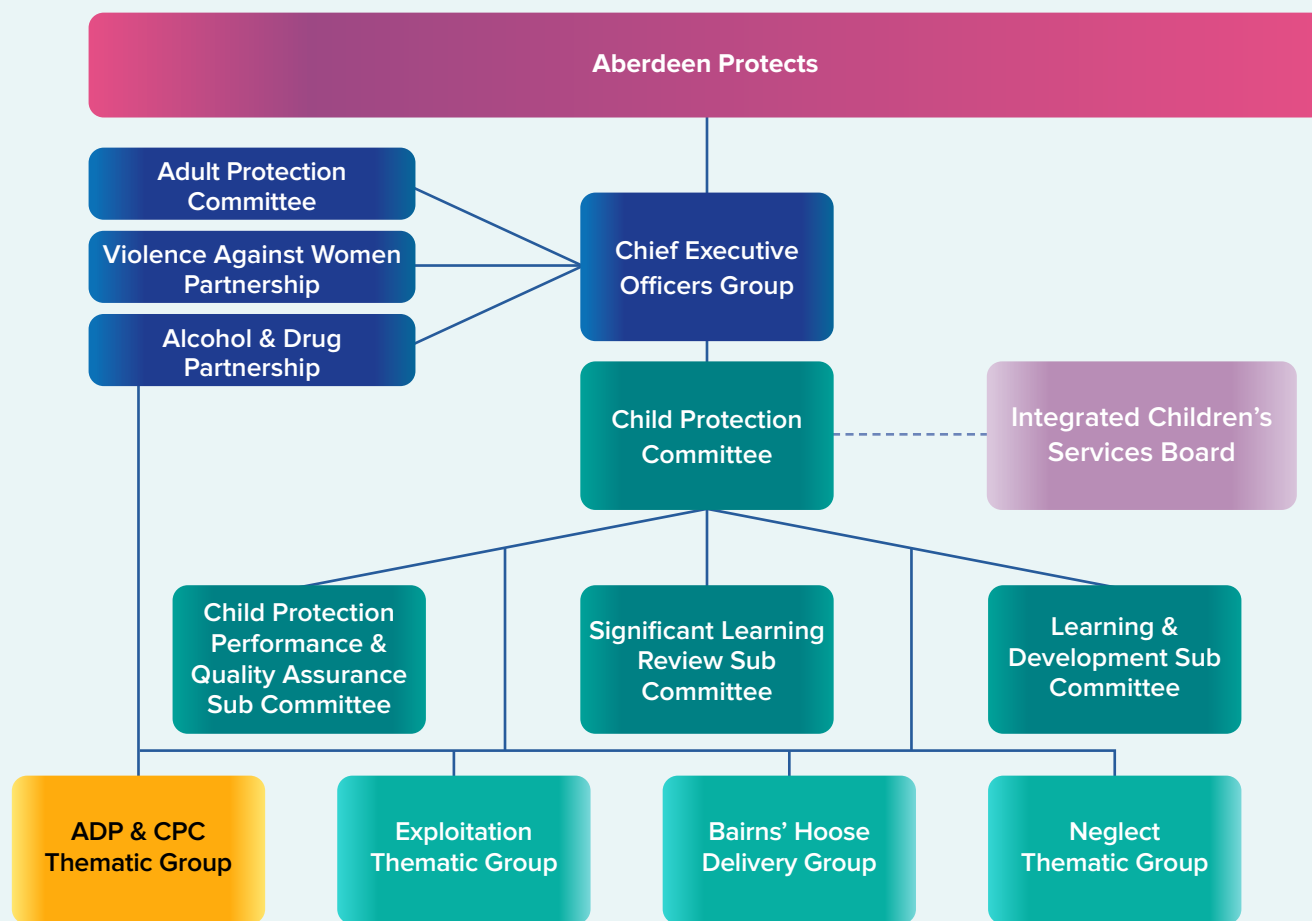 Aberdeen Protects
Adult Protection
Committee
Violence Against Women
Partnership
Alcohol & Drug
Partnership
Chief Executive
Officers Group
Child Protection
Committee
Integrated Children’s
Services Board
Child Protection
Performance &
Quality Assurance
Sub Committee
Significant Learning
Review Sub
Committee
Learning &
Development Sub
Committee
ADP & CPC
Thematic Group
Exploitation
Thematic Group
Bairns’ Hoose
Delivery Group
Neglect
Thematic Group